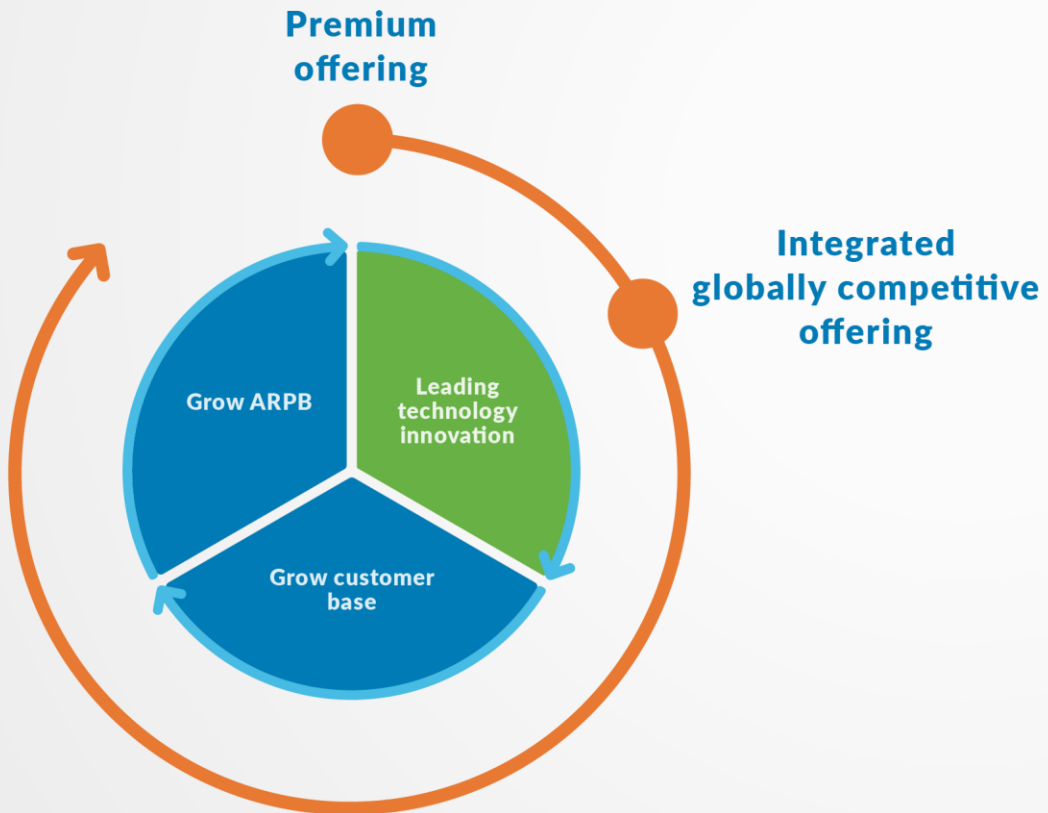 Premium
offering
Integrated
globally competitive
offering
Grow ARPB
Leading
technology
innovation
Grow customer
base